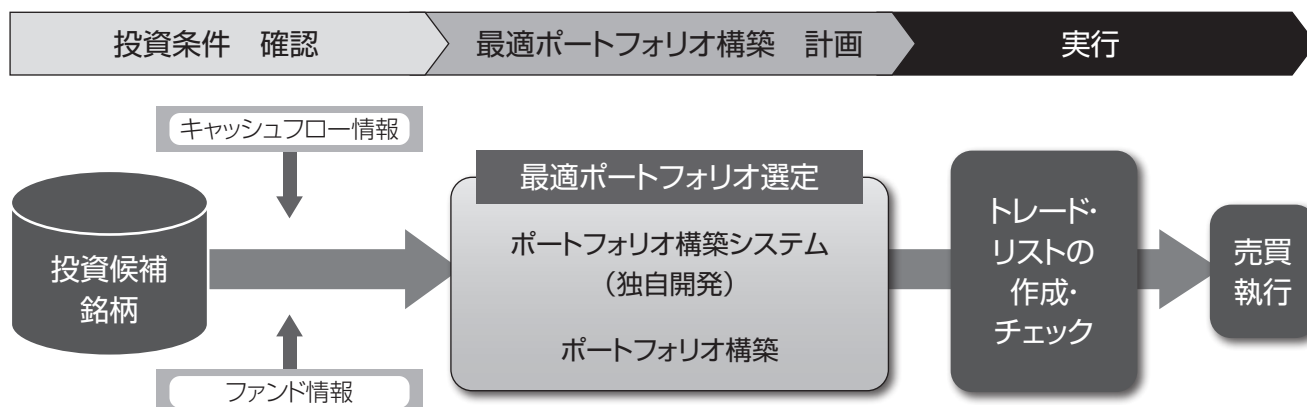 投資条件　確認
最適ポートフォリオ構築　計画
実行
キャッシュフロー情報
投資候補
銘柄
ファンド情報
最適ポートフォリオ選定
ポートフォリオ構築システム
（独自開発）
ポートフォリオ構築
トレード・
リストの
作成・
チェック
売買
執行